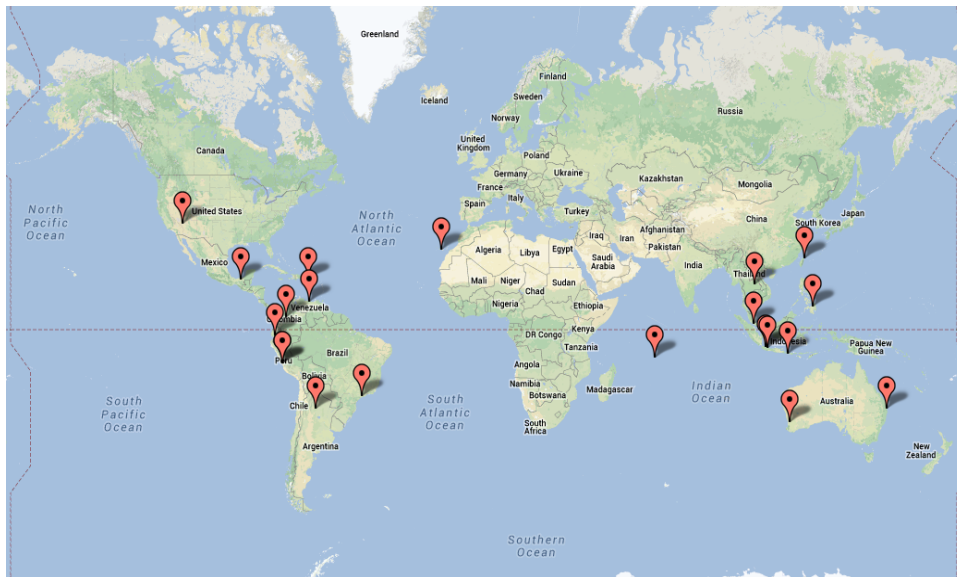 Greenland
Iceland
Finland
Sweden
Norway
Russia
United
Kingdom
Canada
Poland
Germany
Ukraine
Kazakhstan
Mongolia
France
Italy
Spain
Turkey
North
Pacific
Ocean
United States
North
Atlantic
Ocean
China
South Korea
Japan
Algeria
Libya
Egypt
Iraq
Iran
Afghanistan
Pakistan
Saudi
Arabia
India
Mexico
Mali
Niger
Chad
Sudan
Thailand
Nigeria
Ethiopia
Venezuela
Colombia
DR Congo
Kenya
Tanzania
Indonesia
Papua New
Guinea
Peru
Brazil
Angola
Bolivia
Namibia
Botswana
Madagascar
Indian
Ocean
South
Pacific
Ocean
Chile
South
Atlantic
Ocean
Australia
South
Africa
Argentina
New
Zealand
Southern
Ocean